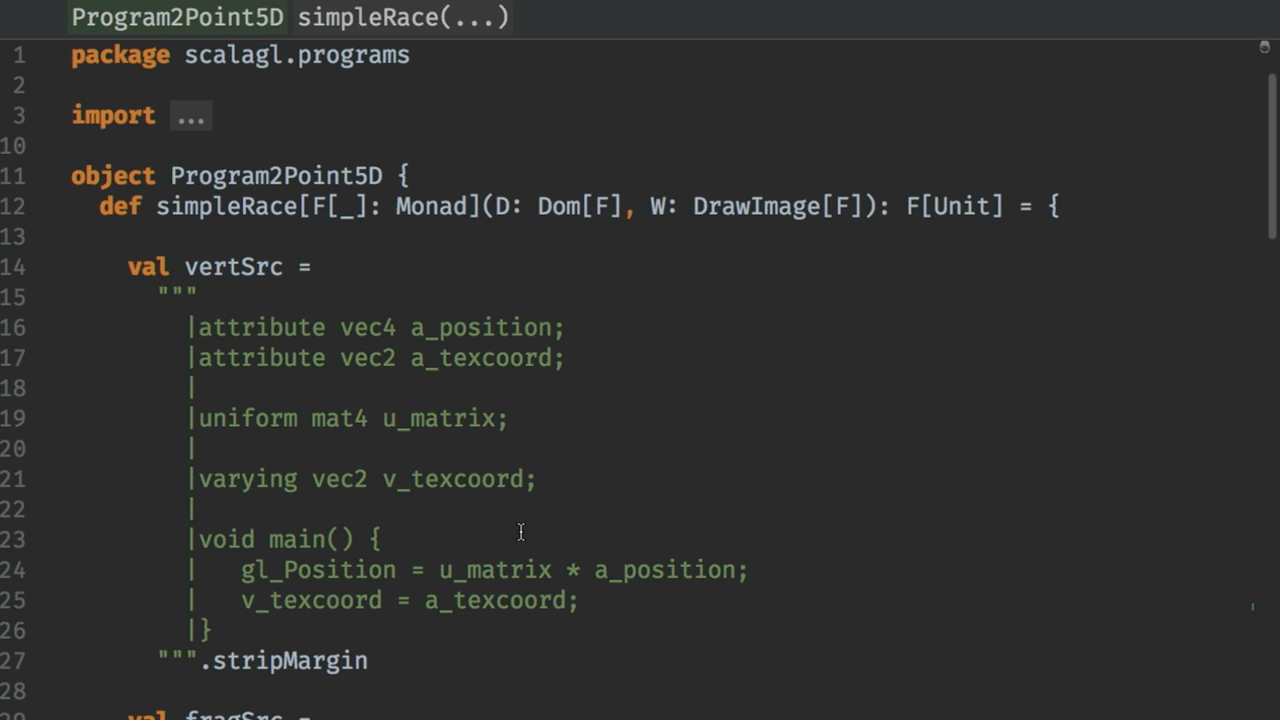 Program2Point5D simpleRace(...)
1 package scalagl.programs
2
3 import ...
10
11 object Program2Point5D {
12 def simpleRace[F[_]: Monad](D: Dom[F], W: DrawImage[F]): F[Unit] = {
13
14 val vertSrc =
15 """
16 |attribute vec4 a_position;
17 |attribute vec2 a_texcoord;
18 |
19 |uniform mat4 u_matrix;
20 |
21 |varying vec2 v_texcoord;
22 |
23 |void main() {
24 | gl_Position = u_matrix * a_position;
25 | v_texcoord = a_texcoord;
26 |}
27 """.stripMargin
28
29 val fragSrc =